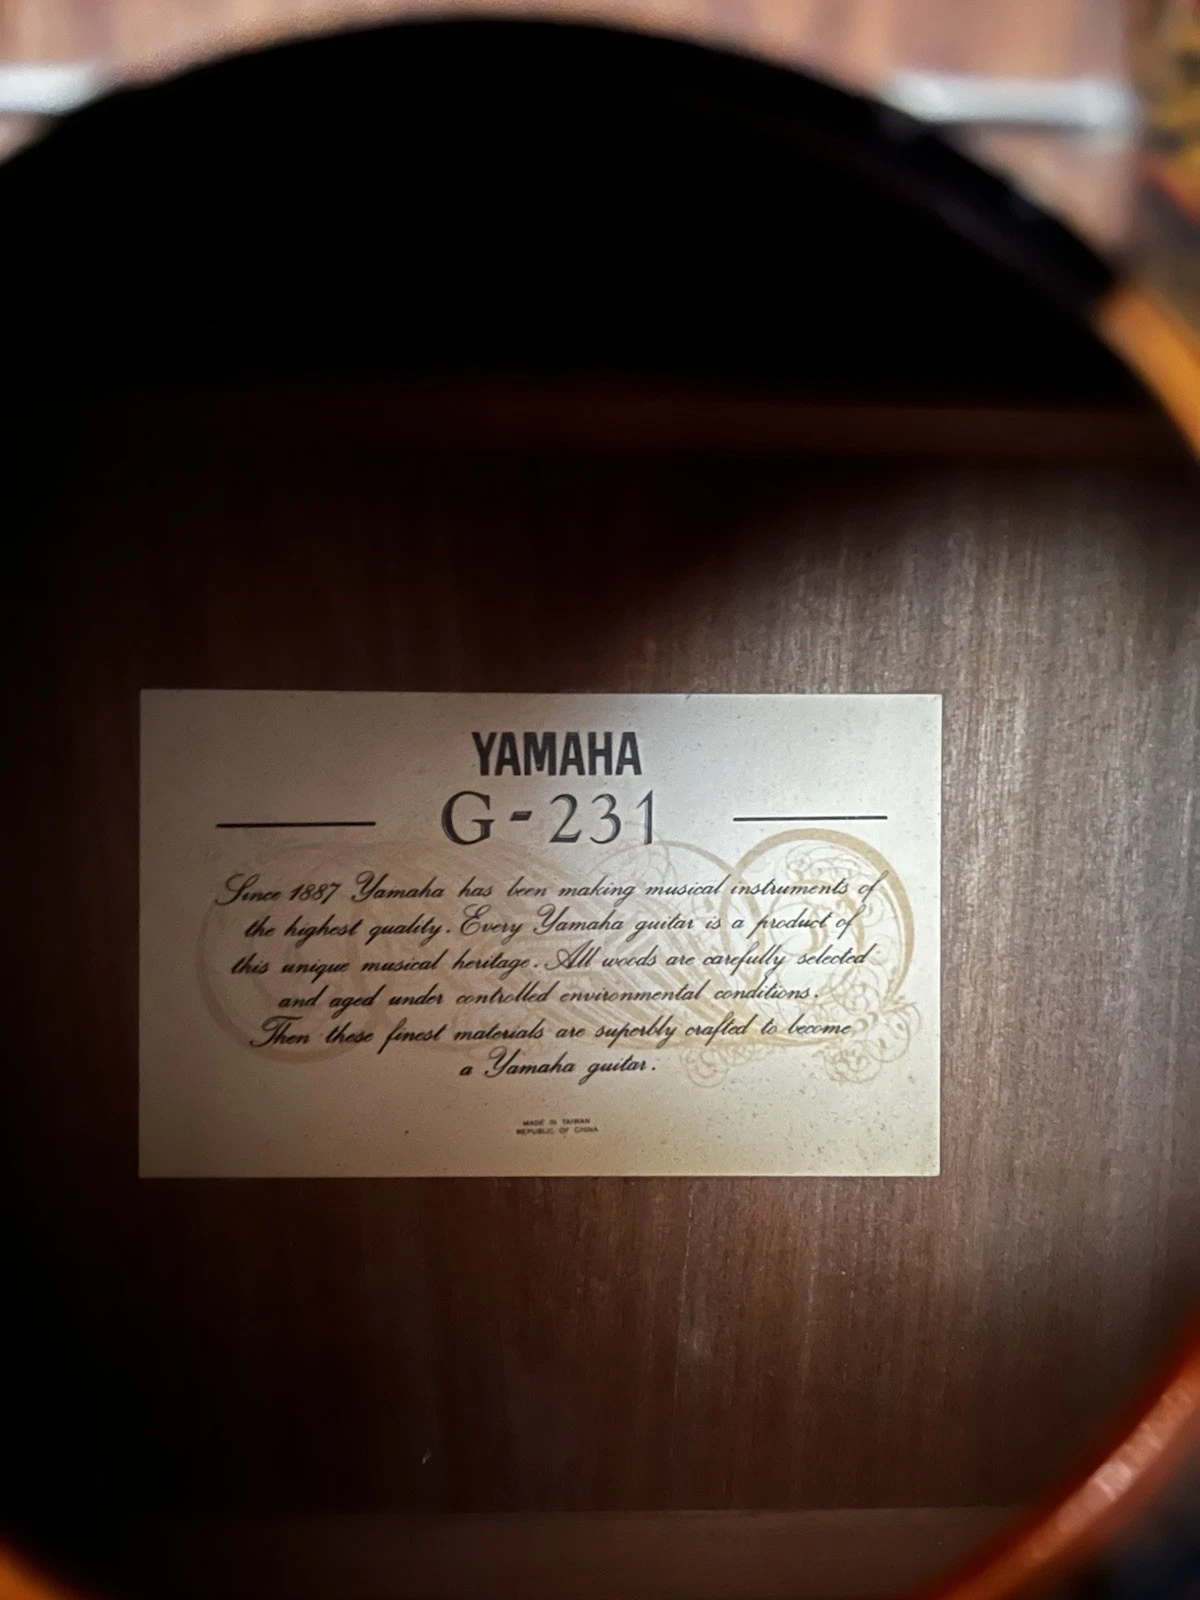 YAMAHA
G-231
Since 1887 Yamaha has been making musical instruments of
the highest quality. Every Yamaha guitar is a product of
this unique musical heritage. All woods are carefully selected
and aged under controlled environmental conditions.
Then these finest materials are superbly crafted to become
a Yamaha guitar.
MADE IN TAIWAN
REPUBLIC OF CHINA